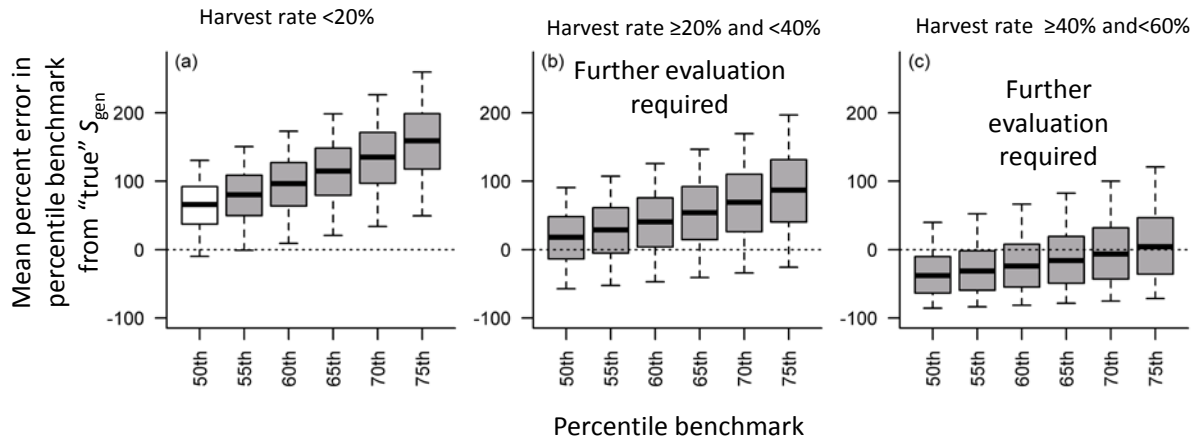 Harvest rate <20%
Harvest rate ≥20% and <40%
Harvest rate ≥40% and<60%
Mean percent error in
percentile benchmark
from “true” Sgen
(a)
200
100
0
-100
50th
55th
60th
65th
70th
75th
(b)
Further evaluation
required
200
100
0
-100
50th
55th
60th
65th
70th
75th
(c)
Further
evaluation
required
200
100
0
-100
50th
55th
60th
65th
70th
75th
Percentile benchmark